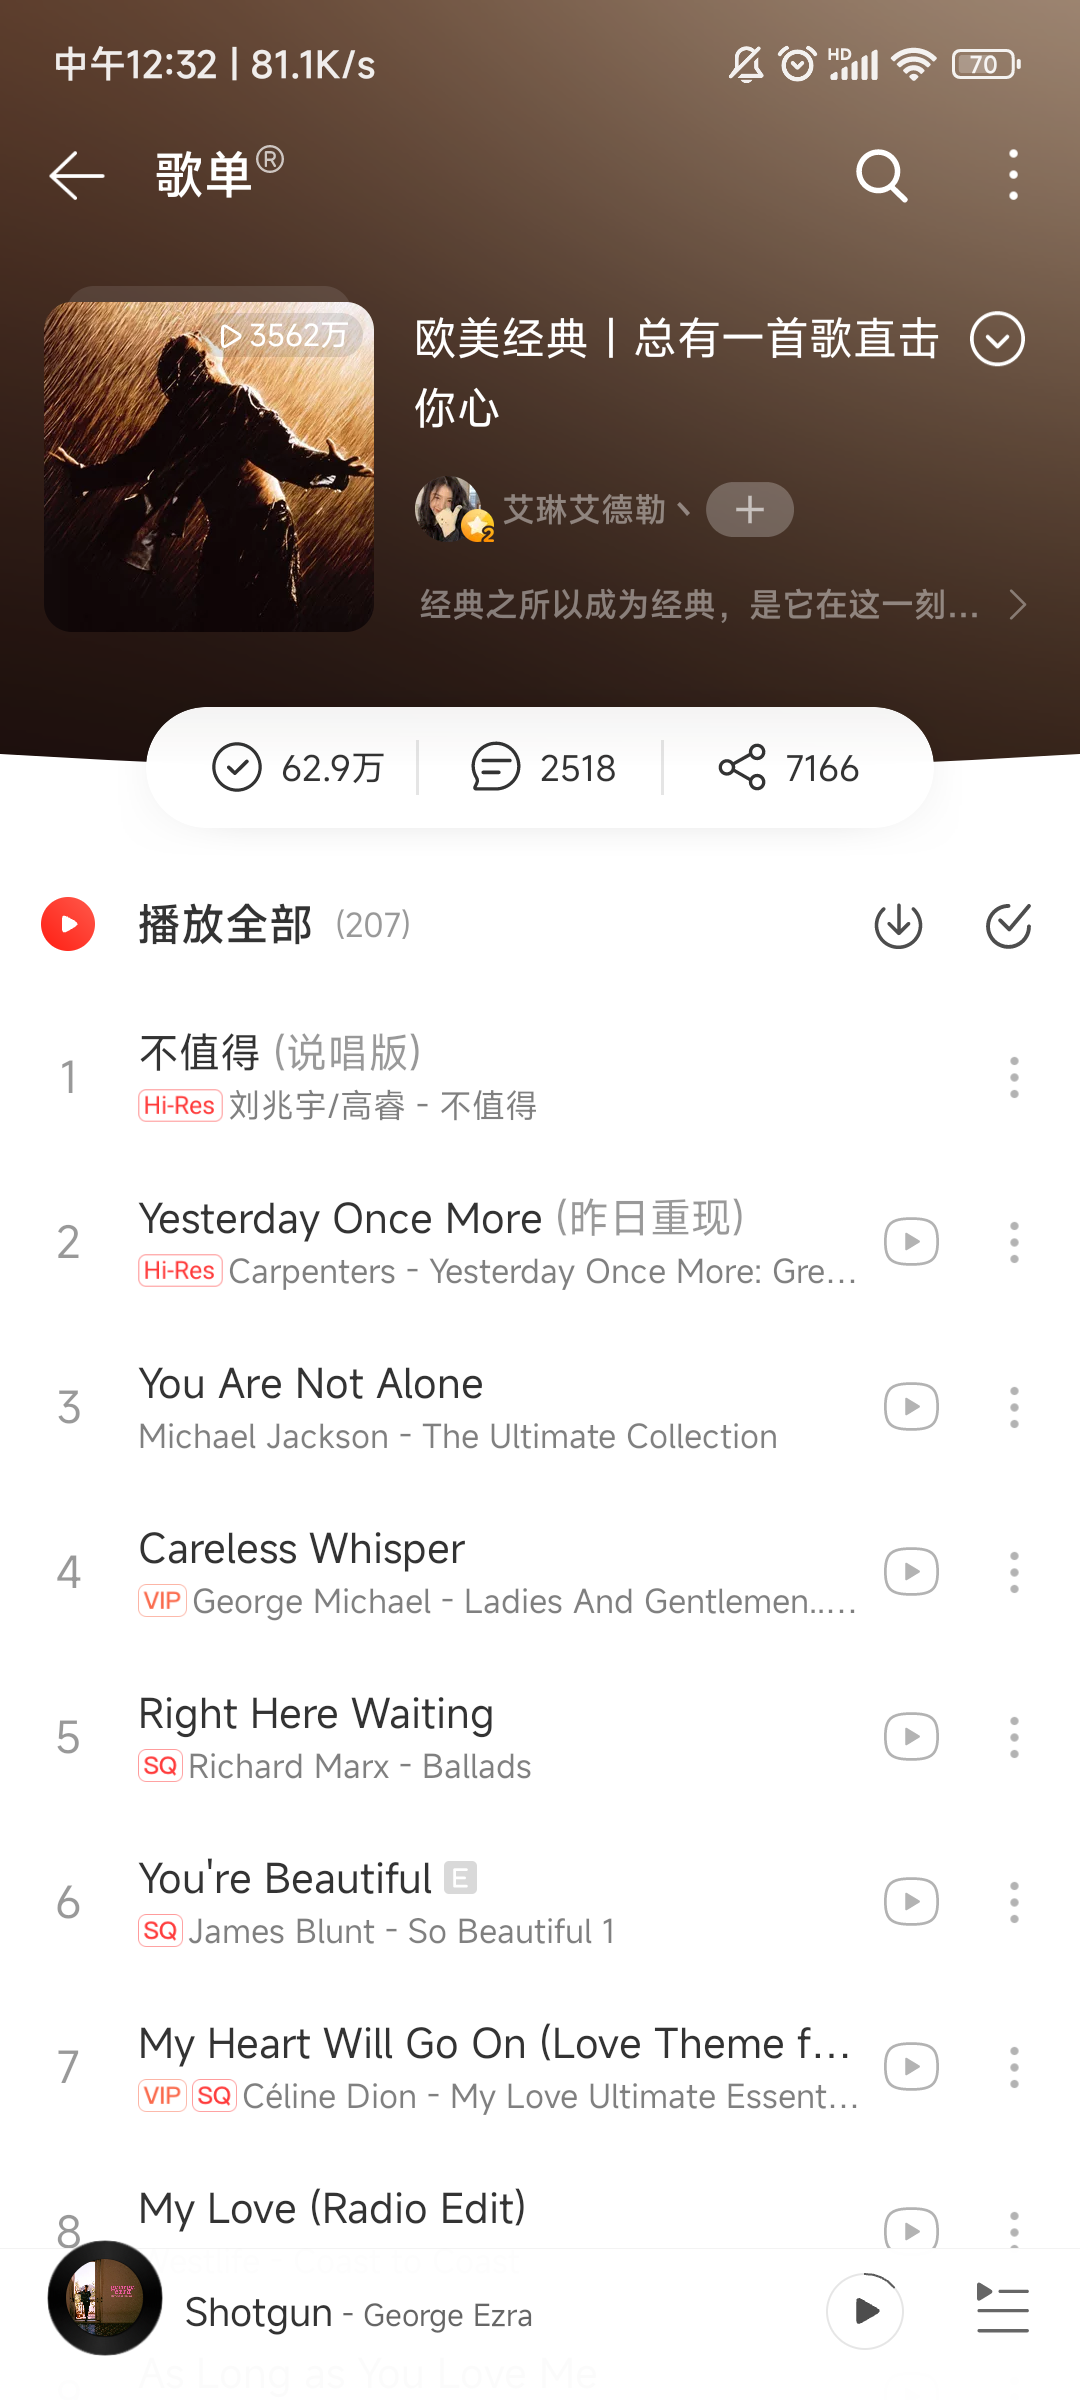 中午12:32 | 81.1K/s
HD
70
歌单®
3562万
欧美经典丨总有一首歌直击
你心
2
艾琳艾德勒丶
经典之所以成为经典，是它在这一刻...
62.9万
2518
7166
播放全部 (207)
1
不值得 (说唱版)
Hi-Res 刘兆宇/高睿 - 不值得
2
Yesterday Once More (昨日重现)
Hi-Res Carpenters - Yesterday Once More: Gre...
3
You Are Not Alone
Michael Jackson - The Ultimate Collection
4
Careless Whisper
VIP George Michael - Ladies And Gentlemen.....
5
Right Here Waiting
SQ Richard Marx - Ballads
6
You're Beautiful E
SQ James Blunt - So Beautiful 1
7
My Heart Will Go On (Love Theme f...
VIP SQ Céline Dion - My Love Ultimate Essent...
8
My Love (Radio Edit)
Shotgun - George Ezra
As Long as You Love Me